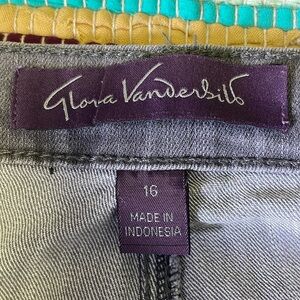 Gloria Vanderbilt
16
MADE IN
INDONESIA